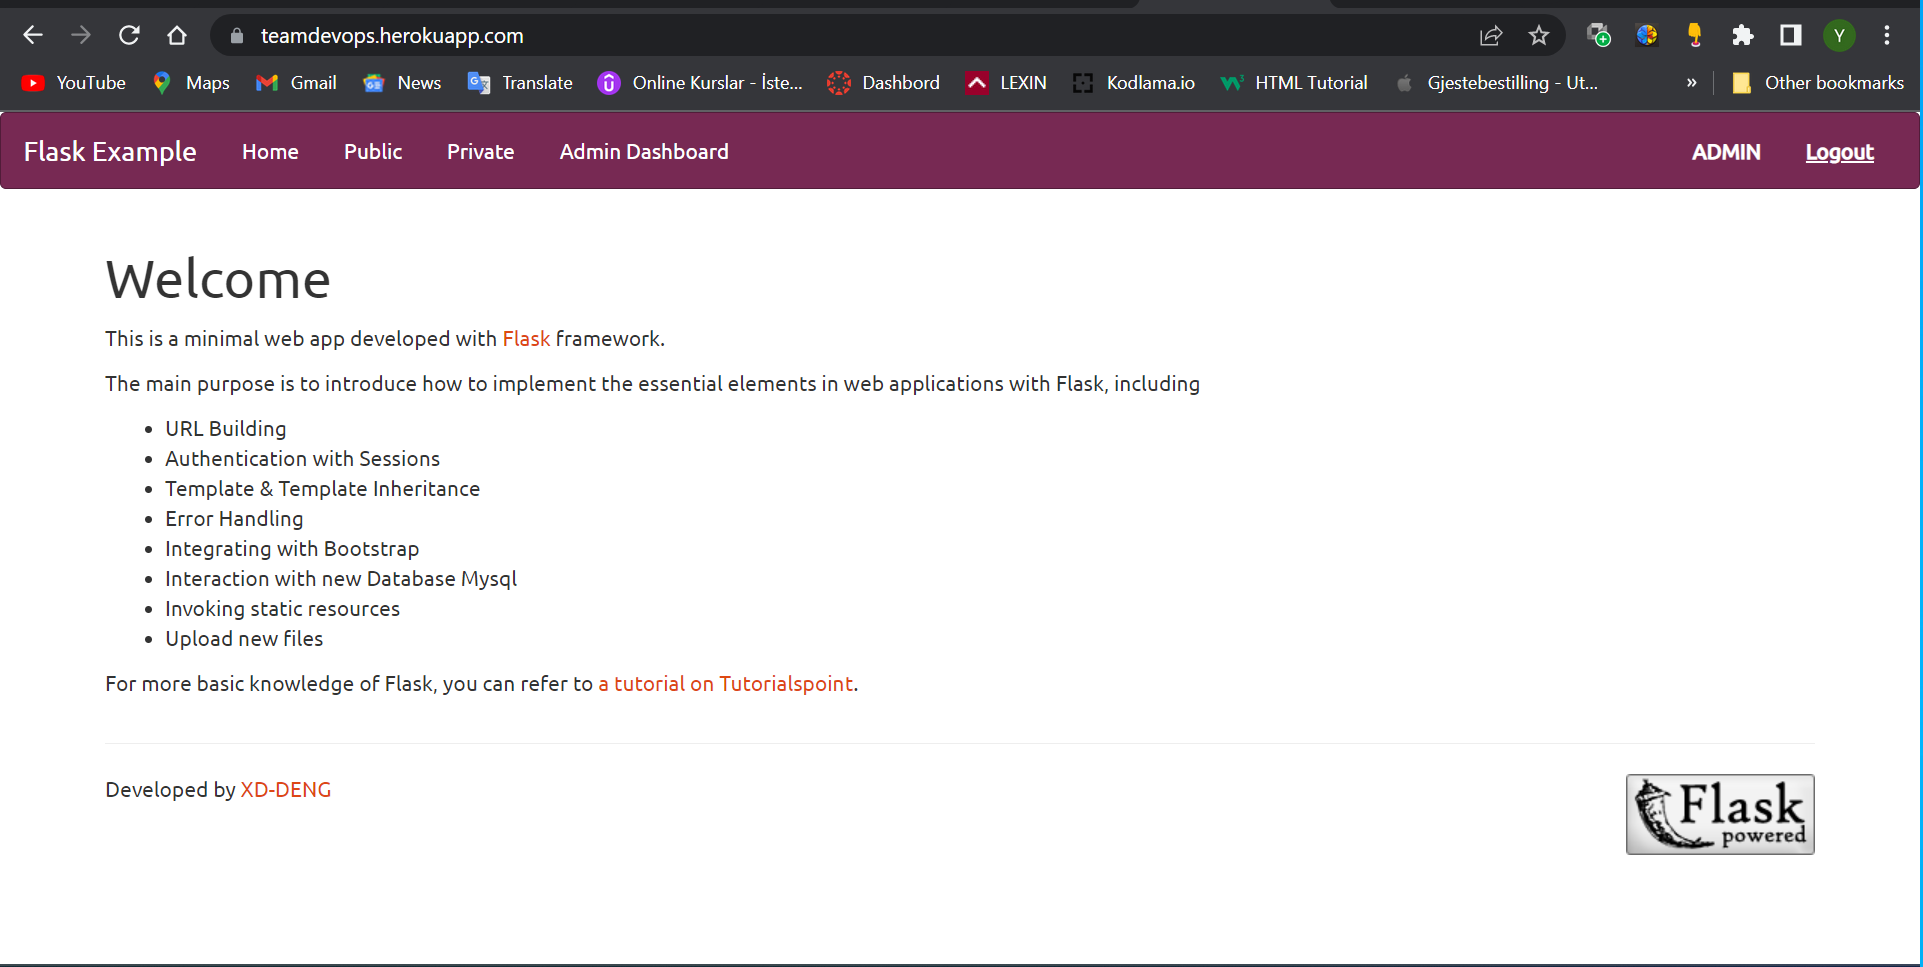 teamdevops.herokuapp.com
Y
YouTube Maps Gmail News Translate Online Kurslar - İste... Dashbord LEXIN Kodlama.io HTML Tutorial Gjestebestilling - Ut... » Other bookmarks
Flask Example Home Public Private Admin Dashboard ADMIN Logout
Welcome
This is a minimal web app developed with Flask framework.
The main purpose is to introduce how to implement the essential elements in web applications with Flask, including
• URL Building
• Authentication with Sessions
• Template & Template Inheritance
• Error Handling
• Integrating with Bootstrap
• Interaction with new Database Mysql
• Invoking static resources
• Upload new files
For more basic knowledge of Flask, you can refer to a tutorial on Tutorialspoint.
Developed by XD-DENG
Flask
powered